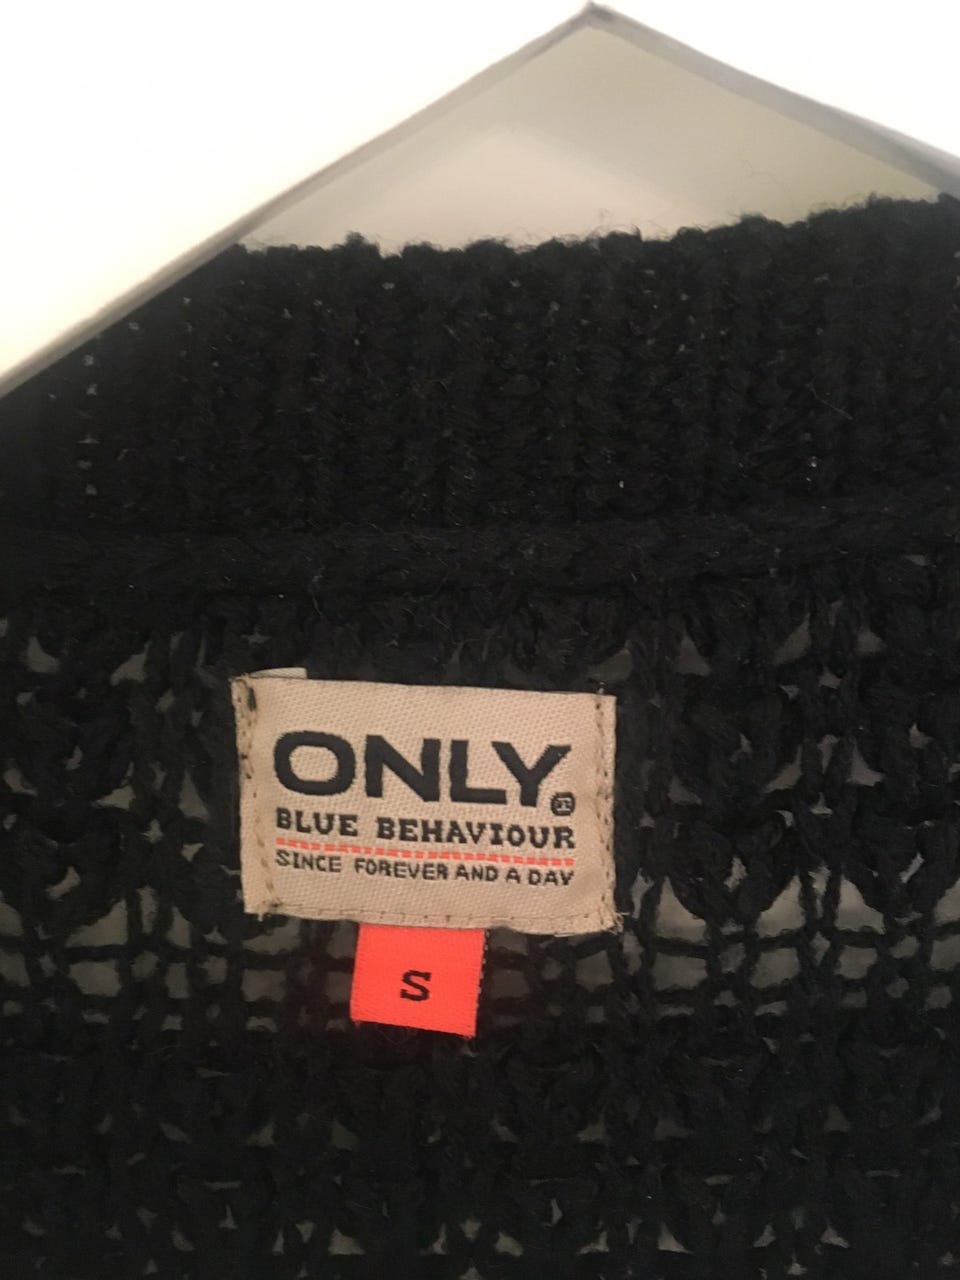 ONLY®
BLUE BEHAVIOUR
SINCE FOREVER AND A DAY
S